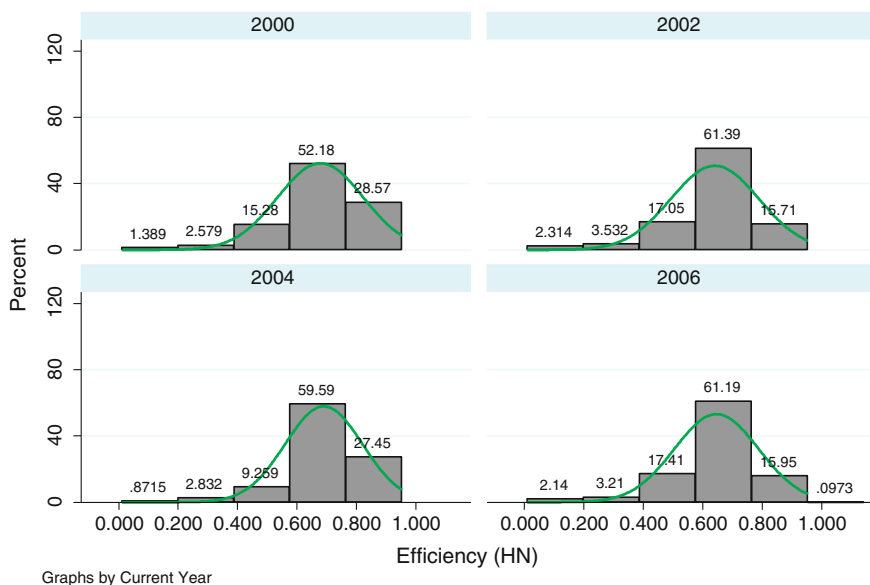 2000
2002
Percent
0 40 80 120
1.389 2.579 15.28 52.18 28.57
2.314 3.532 17.05 61.39 15.71
2004
2006
0 40 80 120
.8715 2.832 9.259 59.59 27.45
2.14 3.21 17.41 61.19 15.95 .0973
0.000 0.200 0.400 0.600 0.800 1.000
0.000 0.200 0.400 0.600 0.800 1.000
Efficiency (HN)
Graphs by Current Year